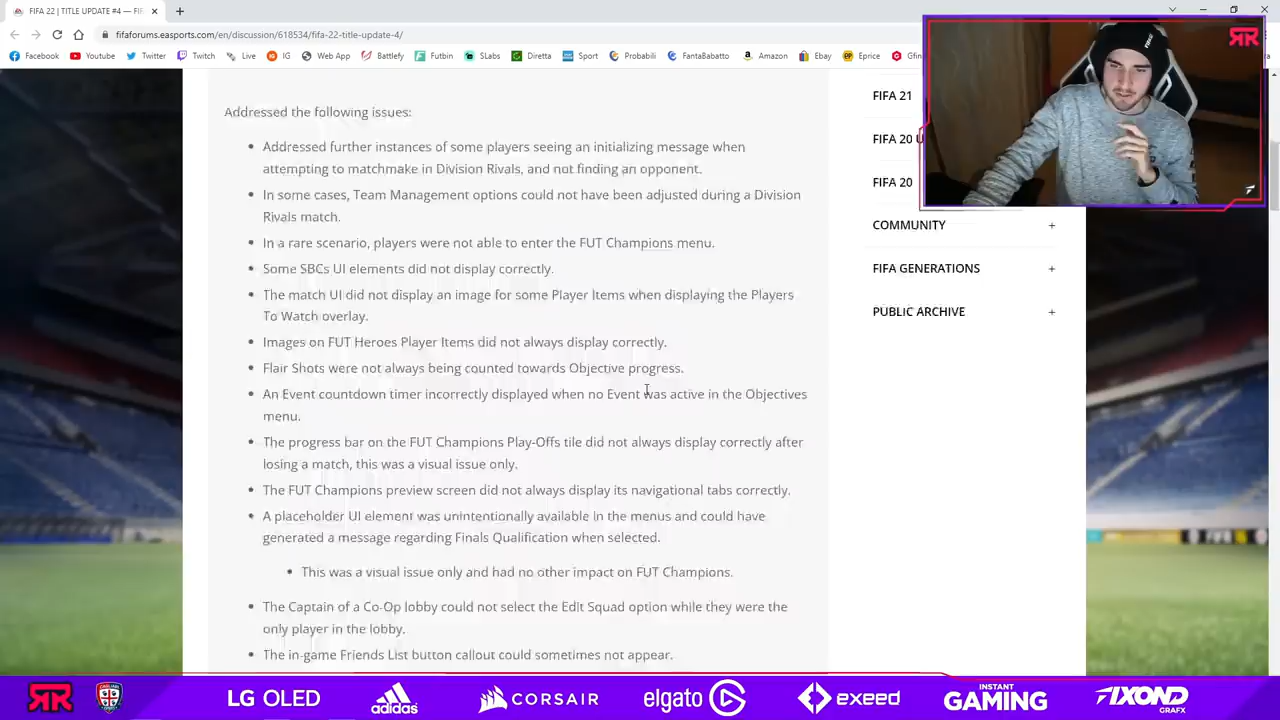 FIFA 22 | TITLE UPDATE #4 — FI
fifaforums.easports.com/en/discussion/618534/fifa-22-title-update-4/
Facebook Youtube Twitter Twitch Live IG Web App Battlefy Futbin SLabs Diretta Sport Probabili FantaBabatto Amazon Ebay Eprice Gfin
RR
Addressed the following issues:
• Addressed further instances of some players seeing an initializing message when
attempting to matchmake in Division Rivals, and not finding an opponent.
• In some cases, Team Management options could not have been adjusted during a Division
Rivals match.
• In a rare scenario, players were not able to enter the FUT Champions menu.
• Some SBCs UI elements did not display correctly.
• The match UI did not display an image for some Player Items when displaying the Players
To Watch overlay.
• Images on FUT Heroes Player Items did not always display correctly.
• Flair Shots were not always being counted towards Objective progress.
• An Event countdown timer incorrectly displayed when no Event was active in the Objectives
menu.
• The progress bar on the FUT Champions Play-Offs tile did not always display correctly after
losing a match, this was a visual issue only.
• The FUT Champions preview screen did not always display its navigational tabs correctly.
• A placeholder UI element was unintentionally available in the menus and could have
generated a message regarding Finals Qualification when selected.
• This was a visual issue only and had no other impact on FUT Champions.
• The Captain of a Co-Op lobby could not select the Edit Squad option while they were the
only player in the lobby.
• The in-game Friends List button callout could sometimes not appear.
FIFA 21
FIFA 20 U
FIFA 20
COMMUNITY +
FIFA GENERATIONS +
PUBLIC ARCHIVE +
RR LG OLED adidas CORSAIR elgato exeed INSTANT GAMING FIXOND GRAFX